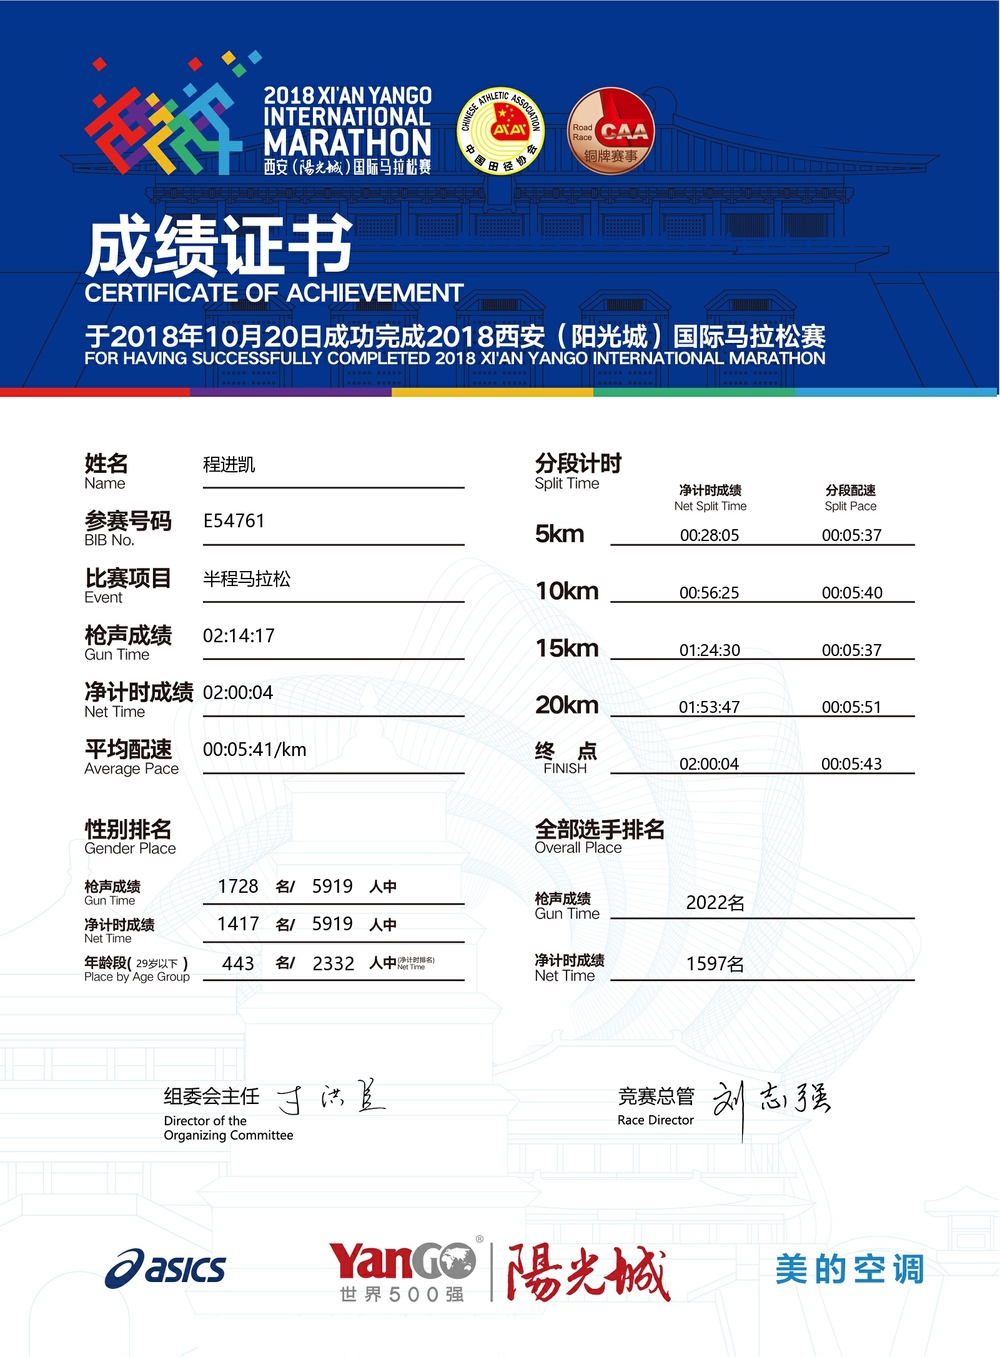 2018 XI'AN YANGO
INTERNATIONAL
MARATHON
西安（陽光城）国际马拉松赛
CHINESE ATHLETIC ASSOCIATION
中国田径协会
Road Race CAA
铜牌赛事
成绩证书
CERTIFICATE OF ACHIEVEMENT
于2018年10月20日成功完成2018西安（阳光城）国际马拉松赛
FOR HAVING SUCCESSFULLY COMPLETED 2018 XI'AN YANGO INTERNATIONAL MARATHON
姓名 程进凯
Name
参赛号码 E54761
BIB No.
比赛项目 半程马拉松
Event
枪声成绩 02:14:17
Gun Time
净计时成绩 02:00:04
Net Time
平均配速 00:05:41/km
Average Pace
分段计时
Split Time
净计时成绩 分段配速
Net Split Time Split Pace
5km 00:28:05 00:05:37
10km 00:56:25 00:05:40
15km 01:24:30 00:05:37
20km 01:53:47 00:05:51
终 点
FINISH 02:00:04 00:05:43
性别排名
Gender Place
枪声成绩 1728 名/ 5919 人中
Gun Time
净计时成绩 1417 名/ 5919 人中
Net Time
年龄段( 29岁以下 ) 443 名/ 2332 人中(净计时排名)
Place by Age Group Net Time
全部选手排名
Overall Place
枪声成绩 2022名
Gun Time
净计时成绩 1597名
Net Time
组委会主任
Director of the
Organizing Committee
竞赛总管 刘志强
Race Director
asics
YanGO®
世界500强
陽光城
美的空调